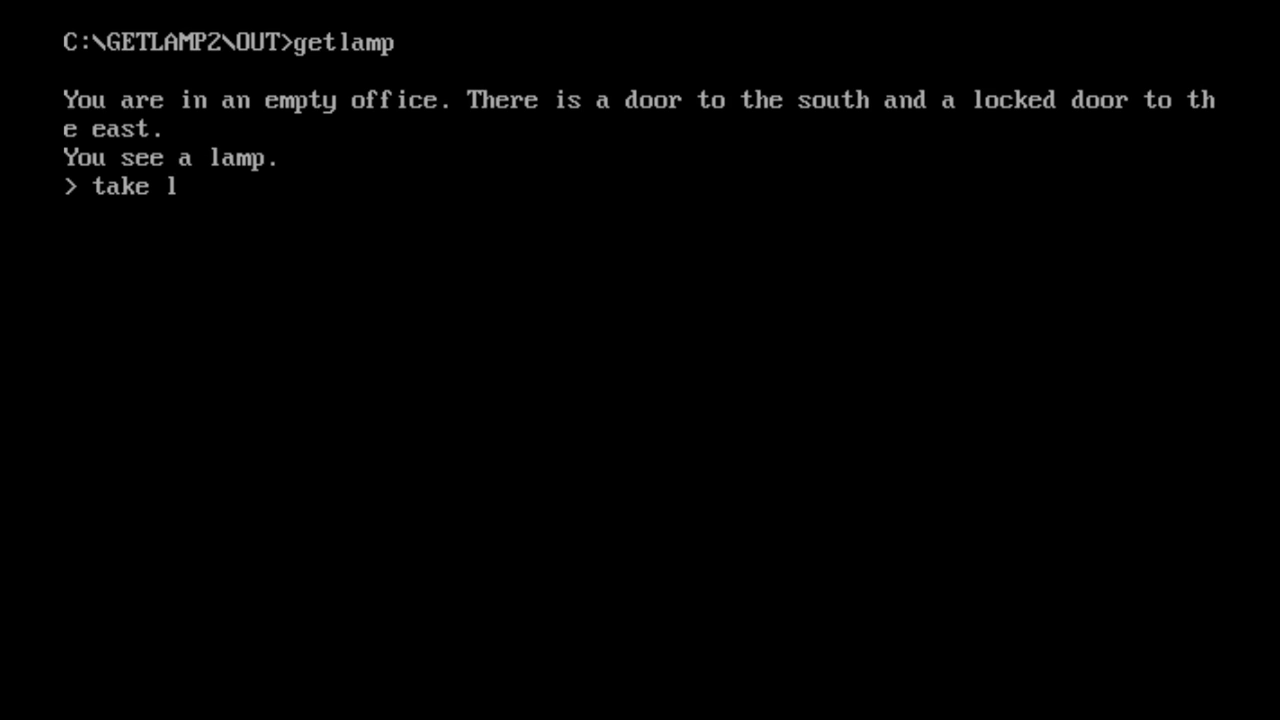 C:\GETLAMP2\OUT>getlamp
You are in an empty office. There is a door to the south and a locked door to th
e east.
You see a lamp.
> take l